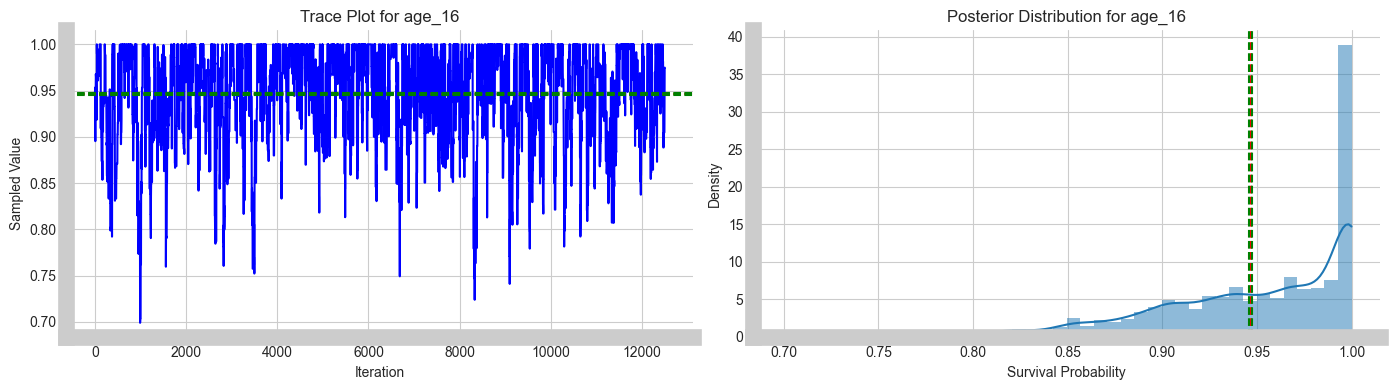 Trace Plot for age_16
1.00
0.95
0.90
0.85
0.80
0.75
0.70
Sampled Value
0 2000 4000 6000 8000 10000 12000
Iteration
Posterior Distribution for age_16
40
35
30
25
20
15
10
5
0
Density
0.70 0.75 0.80 0.85 0.90 0.95 1.00
Survival Probability